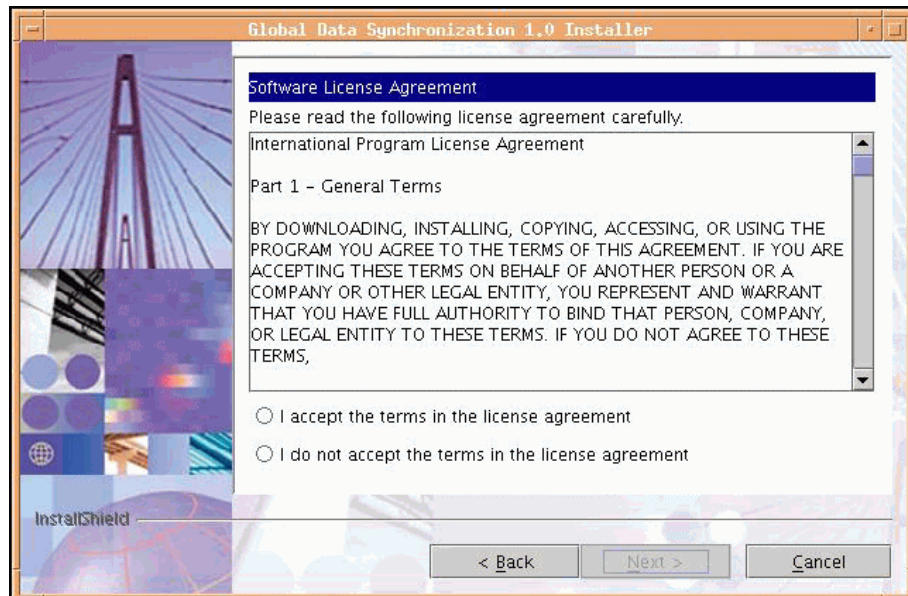 Global Data Synchronization 1.0 Installer
Software License Agreement
Please read the following license agreement carefully.
International Program License Agreement
Part 1 - General Terms
BY DOWNLOADING, INSTALLING, COPYING, ACCESSING, OR USING THE
PROGRAM YOU AGREE TO THE TERMS OF THIS AGREEMENT. IF YOU ARE
ACCEPTING THESE TERMS ON BEHALF OF ANOTHER PERSON OR A
COMPANY OR OTHER LEGAL ENTITY, YOU REPRESENT AND WARRANT
THAT YOU HAVE FULL AUTHORITY TO BIND THAT PERSON, COMPANY,
OR LEGAL ENTITY TO THESE TERMS. IF YOU DO NOT AGREE TO THESE
TERMS,
I accept the terms in the license agreement
I do not accept the terms in the license agreement
InstallShield
< Back
Next >
Cancel